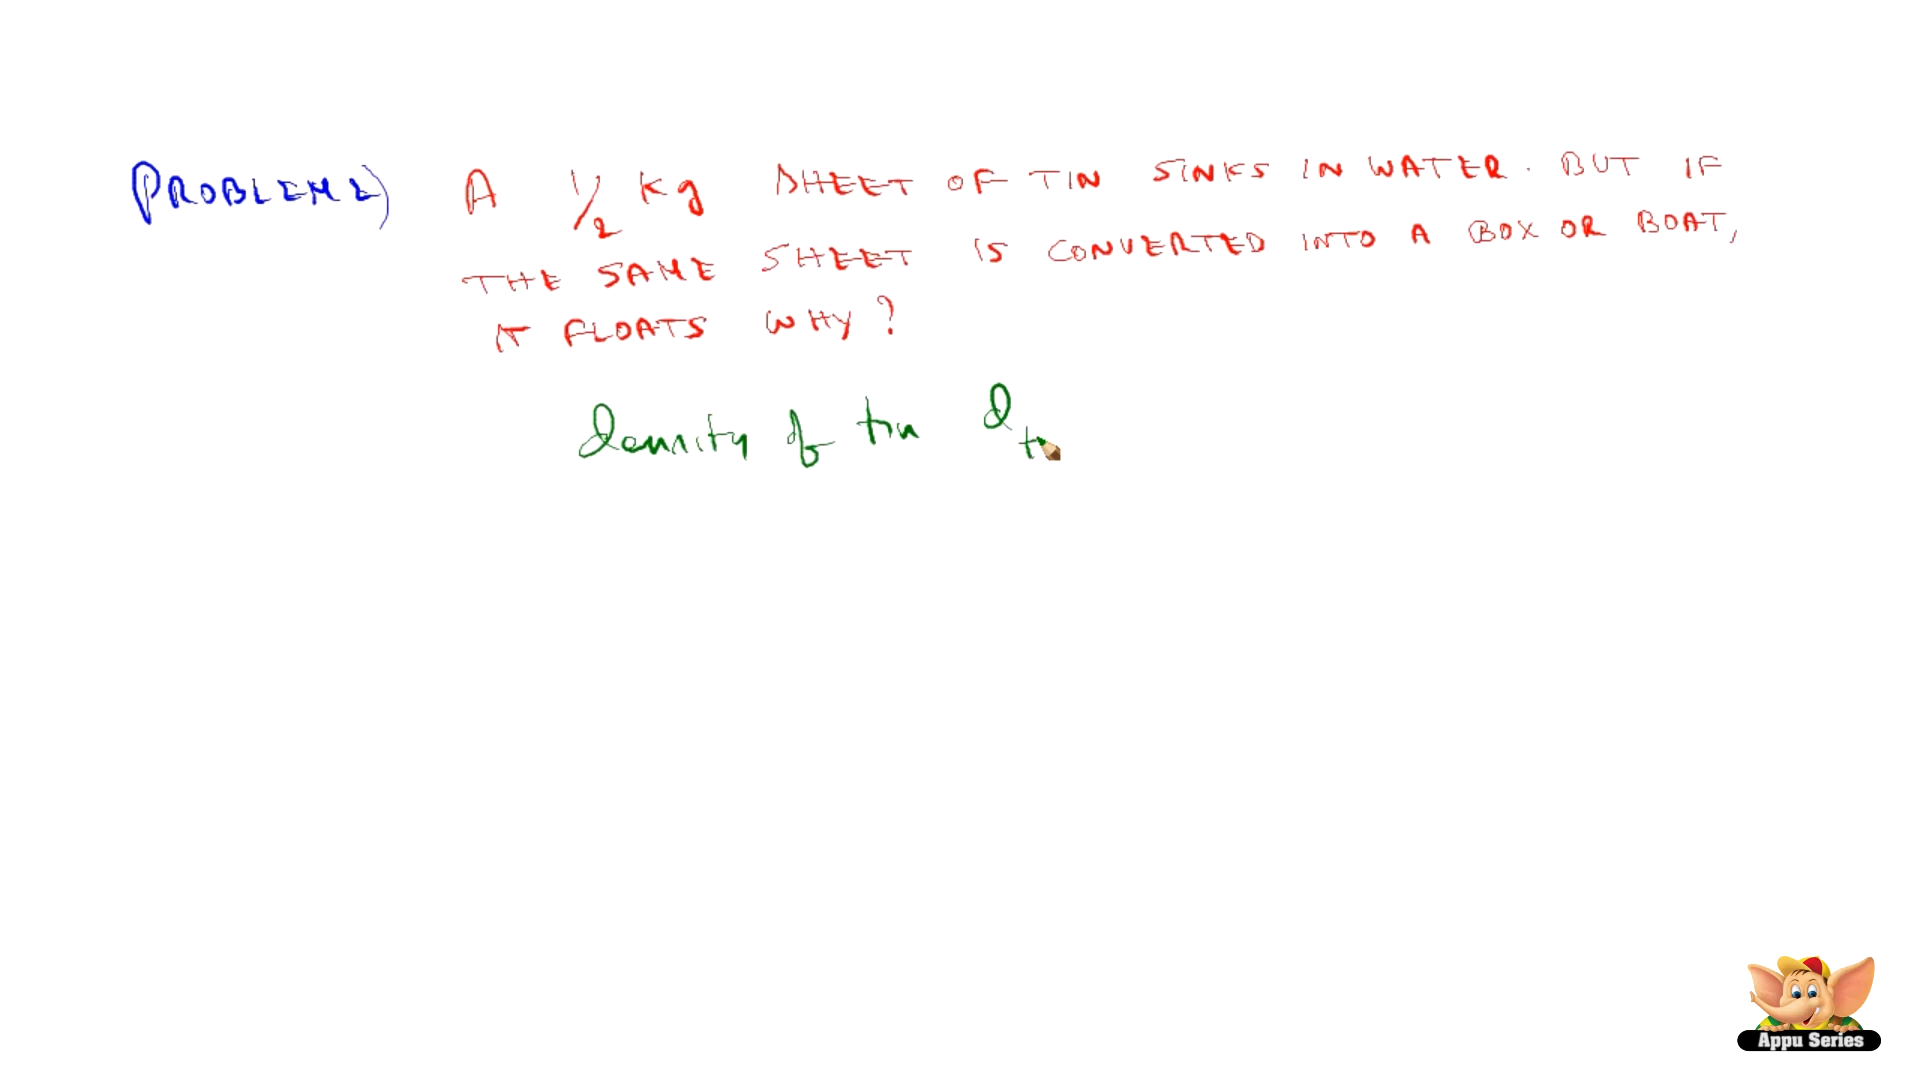 PROBLEM 2) A 1/2 Kg SHEET OF TIN SINKS IN WATER. BUT IF
THE SAME SHEET IS CONVERTED INTO A BOX OR BOAT,
IT FLOATS WHY?
density of tin d t
Appu Series